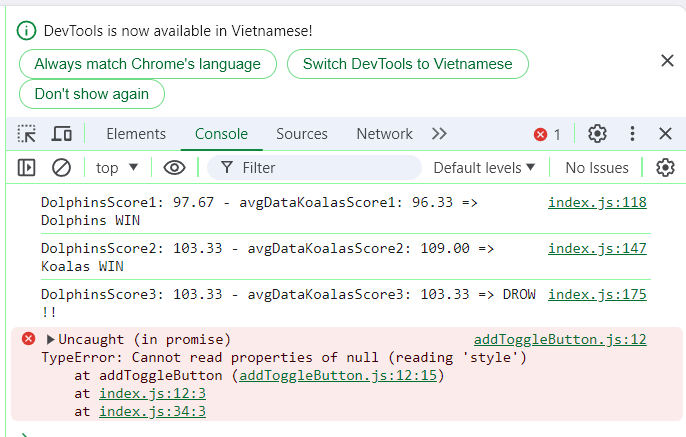 DevTools is now available in Vietnamese!
Always match Chrome's language
Switch DevTools to Vietnamese
Don't show again
Elements Console Sources Network 1
top Filter Default levels No Issues
DolphinsScore1: 97.67 - avgDataKoalasScore1: 96.33 => index.js:118
Dolphins WIN
DolphinsScore2: 103.33 - avgDataKoalasScore2: 109.00 => index.js:147
Koalas WIN
DolphinsScore3: 103.33 - avgDataKoalasScore3: 103.33 => DROW index.js:175
!!
Uncaught (in promise) addToggleButton.js:12
TypeError: Cannot read properties of null (reading 'style')
at addToggleButton (addToggleButton.js:12:15)
at index.js:12:3
at index.js:34:3